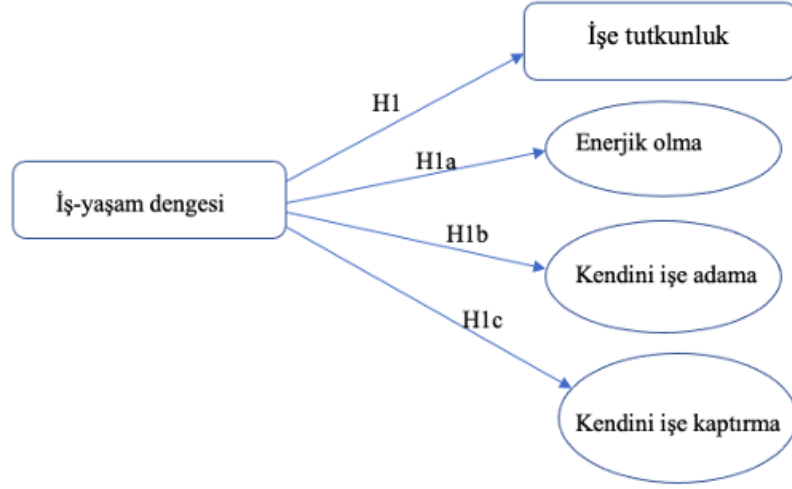 İşe tutkunluk
H1
Enerjik olma
H1a
İş-yaşam dengesi
H1b
Kendini işe adama
H1c
Kendini işe kaptırma